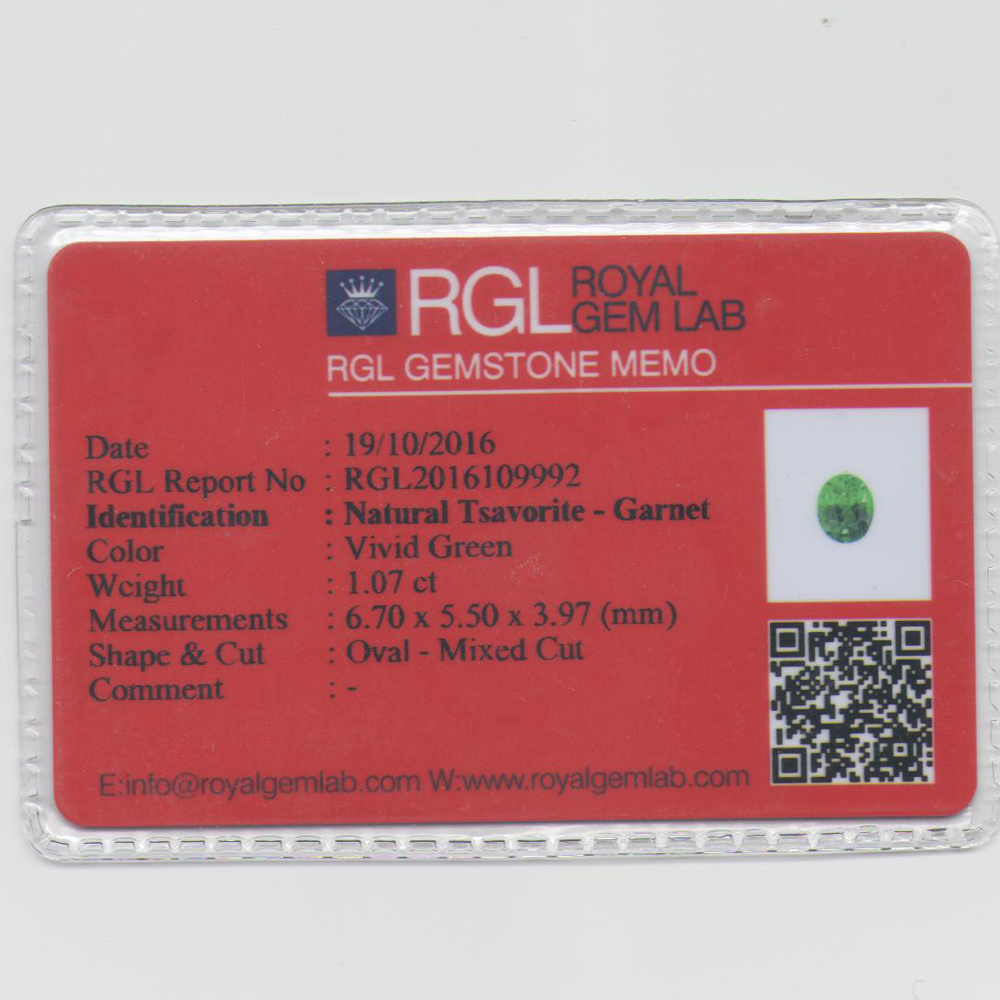 RGL ROYAL GEM LAB
RGL GEMSTONE MEMO
Date : 19/10/2016
RGL Report No : RGL2016109992
Identification : Natural Tsavorite - Garnet
Color : Vivid Green
Weight : 1.07 ct
Measurements : 6.70 x 5.50 x 3.97 (mm)
Shape & Cut : Oval - Mixed Cut
Comment : -
E:info@royalgemlab.com W:www.royalgemlab.com